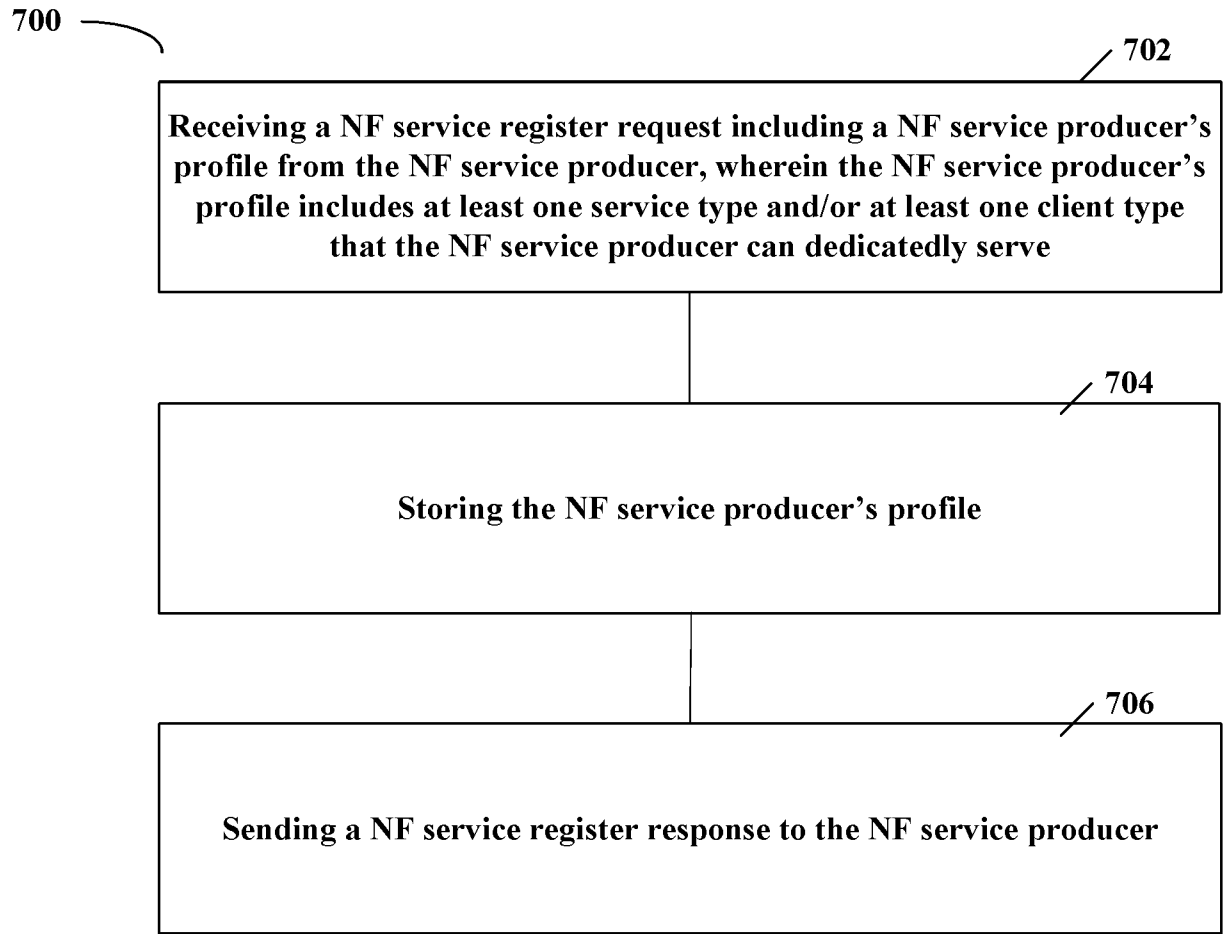 700
702
Receiving a NF service register request including a NF service producer’s
profile from the NF service producer, wherein the NF service producer’s
profile includes at least one service type and/or at least one client type
that the NF service producer can dedicatedly serve
704
Storing the NF service producer’s profile
706
Sending a NF service register response to the NF service producer